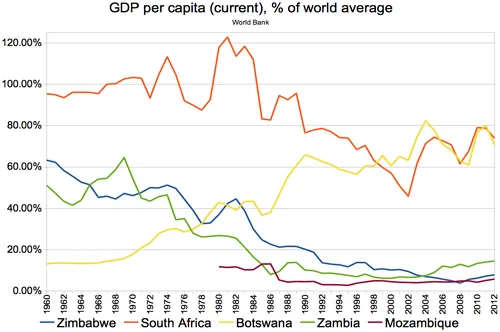 GDP per capita (current), % of world average
World Bank
120.00%
100.00%
80.00%
60.00%
40.00%
20.00%
0.00%
1960 1962 1964 1966 1968 1970 1972 1974 1976 1978 1980 1982 1984 1986 1988 1990 1992 1994 1996 1998 2000 2002 2004 2006 2008 2010 2012
Zimbabwe South Africa Botswana Zambia Mozambique